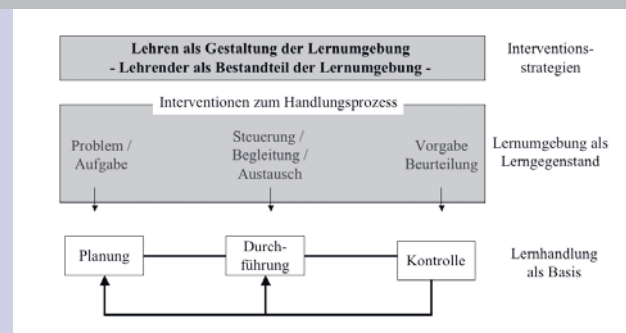 Lehren als Gestaltung der Lernumgebung
- Lehrender als Bestandteil der Lernumgebung -
Interventions-
strategien
Interventionen zum Handlungsprozess
Problem /
Aufgabe
Steuerung /
Begleitung /
Austausch
Vorgabe
Beurteilung
Lernumgebung als
Lerngegenstand
Planung
Durch-
führung
Kontrolle
Lernhandlung
als Basis